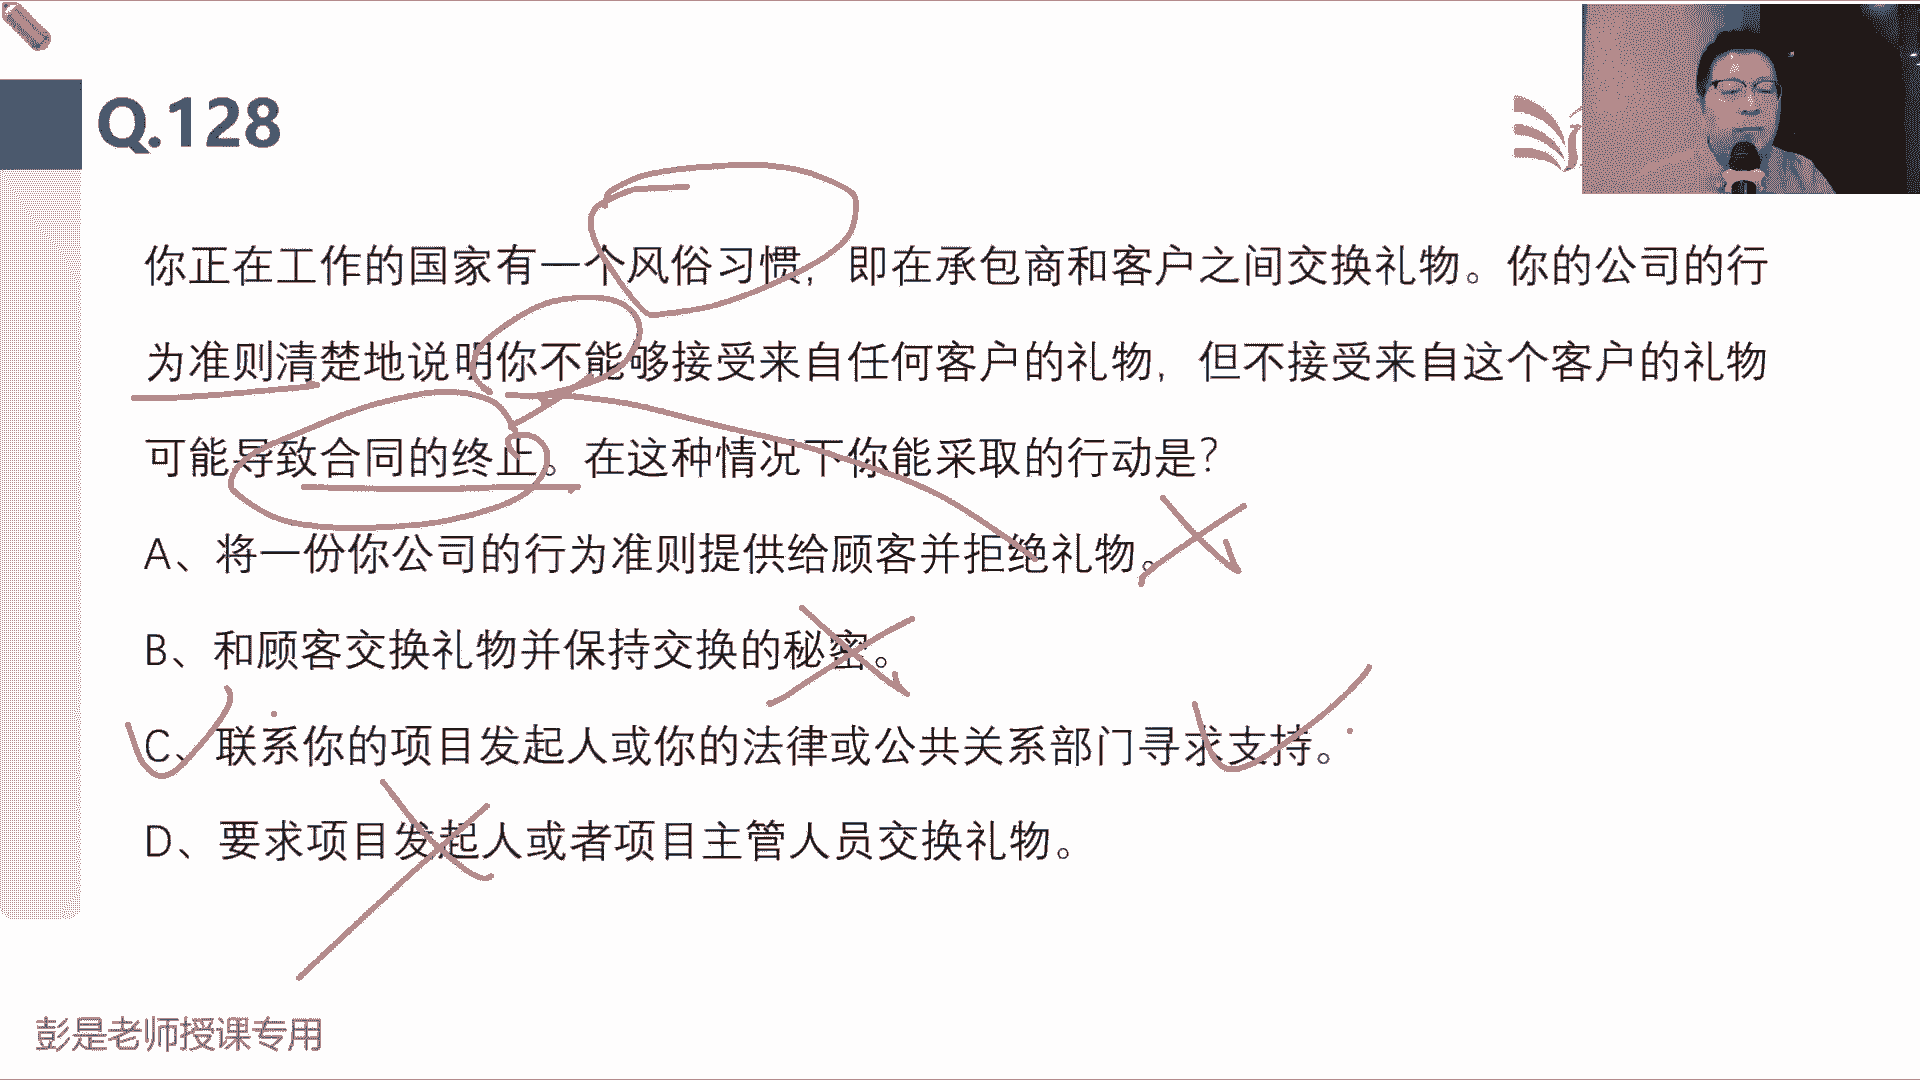 Q.128
你正在工作的国家有一个风俗习惯，即在承包商和客户之间交换礼物。你的公司的行
为准则清楚地说明你不能够接受来自任何客户的礼物，但不接受来自这个客户的礼物
可能导致合同的终止。在这种情况下你能采取的行动是？
A、将一份你公司的行为准则提供给顾客并拒绝礼物。
B、和顾客交换礼物并保持交换的秘密。
C、联系你的项目发起人或你的法律或公共关系部门寻求支持。
D、要求项目发起人或者项目主管人员交换礼物。
彭是老师授课专用